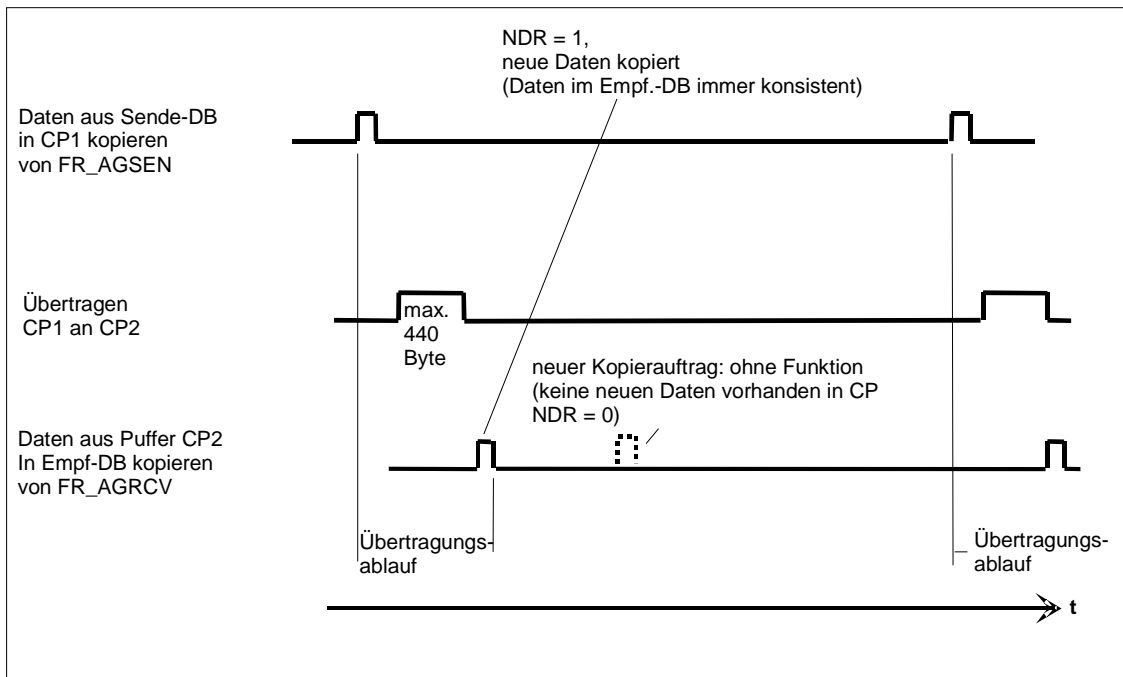 NDR = 1,
neue Daten kopiert
(Daten im Empf.-DB immer konsistent)
Daten aus Sende-DB
in CP1 kopieren
von FR_AGSEN
Übertragen
CP1 an CP2
max.
440
Byte
neuer Kopierauftrag: ohne Funktion
(keine neuen Daten vorhanden in CP
NDR = 0)
Daten aus Puffer CP2
In Empf-DB kopieren
von FR_AGRCV
Übertragungs-
ablauf
Übertragungs-
ablauf
t